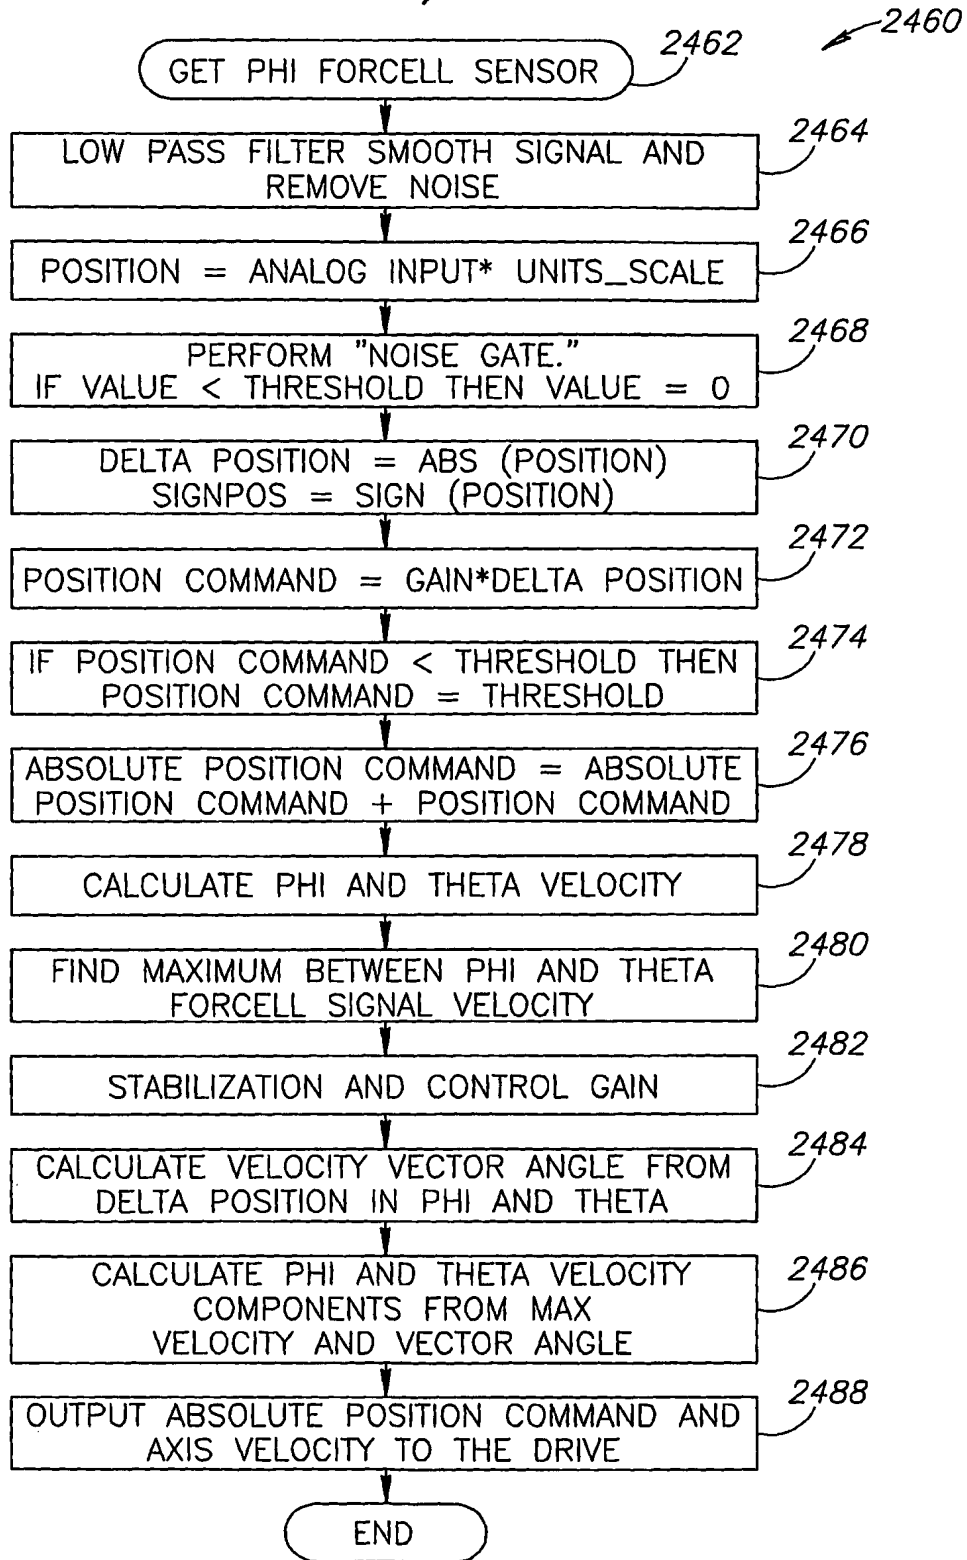 2460
GET PHI FORCELL SENSOR
2462
LOW PASS FILTER SMOOTH SIGNAL AND
REMOVE NOISE
2464
POSITION = ANALOG INPUT* UNITS_SCALE
2466
PERFORM "NOISE GATE."
IF VALUE < THRESHOLD THEN VALUE = 0
2468
DELTA POSITION = ABS (POSITION)
SIGNPOS = SIGN (POSITION)
2470
POSITION COMMAND = GAIN*DELTA POSITION
2472
IF POSITION COMMAND < THRESHOLD THEN
POSITION COMMAND = THRESHOLD
2474
ABSOLUTE POSITION COMMAND = ABSOLUTE
POSITION COMMAND + POSITION COMMAND
2476
CALCULATE PHI AND THETA VELOCITY
2478
FIND MAXIMUM BETWEEN PHI AND THETA
FORCELL SIGNAL VELOCITY
2480
STABILIZATION AND CONTROL GAIN
2482
CALCULATE VELOCITY VECTOR ANGLE FROM
DELTA POSITION IN PHI AND THETA
2484
CALCULATE PHI AND THETA VELOCITY
COMPONENTS FROM MAX
VELOCITY AND VECTOR ANGLE
2486
OUTPUT ABSOLUTE POSITION COMMAND AND
AXIS VELOCITY TO THE DRIVE
2488
END